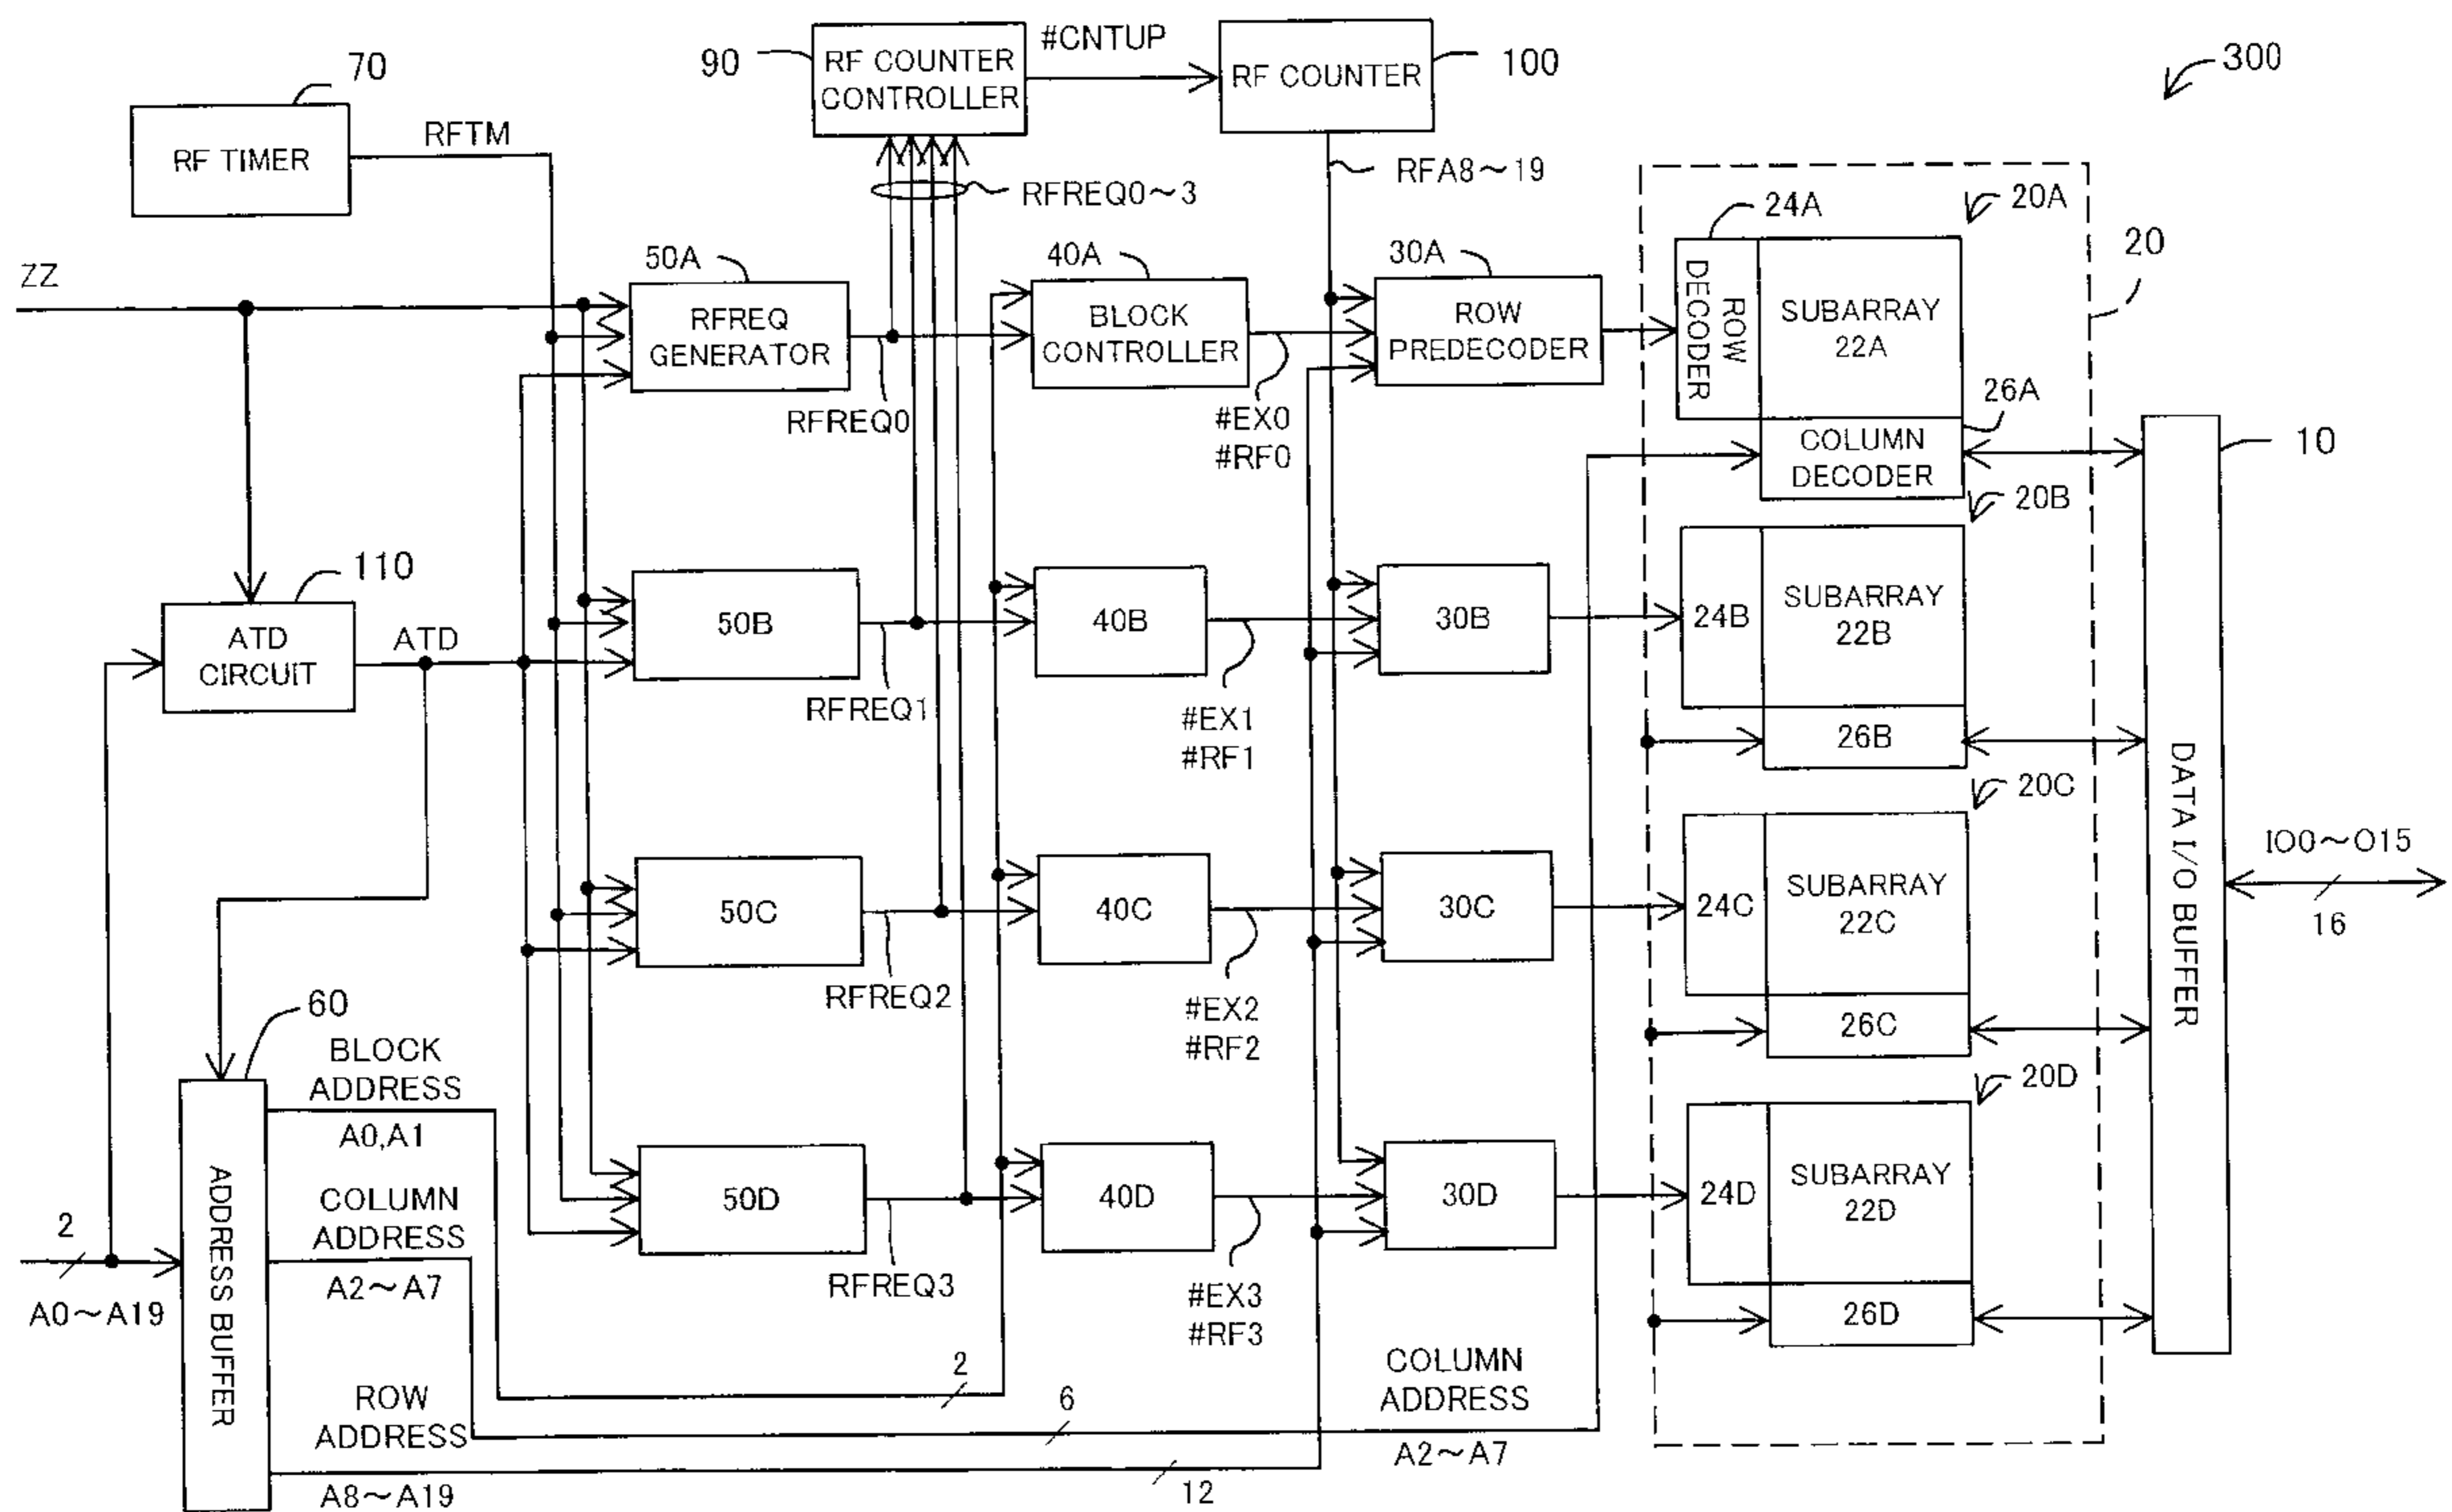 90
RF COUNTER
CONTROLLER
#CNTUP
RF COUNTER
100
300
70
RF TIMER
RFTM
RFREQ0~3
RFA8~19
24A
20A
20
ZZ
50A
RFREQ
GENERATOR
RFREQ0
40A
BLOCK
CONTROLLER
#EX0
#RF0
30A
ROW
PREDECODER
ROW
DECODER
SUBARRAY
22A
26A
COLUMN
DECODER
10
20B
110
ATD
CIRCUIT
ATD
50B
RFREQ1
40B
#EX1
#RF1
30B
24B
SUBARRAY
22B
26B
20C
DATA I/O BUFFER
IO0~O15
16
50C
RFREQ2
40C
#EX2
#RF2
30C
24C
SUBARRAY
22C
26C
20D
60
BLOCK
ADDRESS
A0,A1
COLUMN
ADDRESS
A2~A7
2
A0~A19
ADDRESS BUFFER
50D
RFREQ3
40D
#EX3
#RF3
30D
24D
SUBARRAY
22D
26D
2
6
COLUMN
ADDRESS
A2~A7
ROW
ADDRESS
A8~A19
12